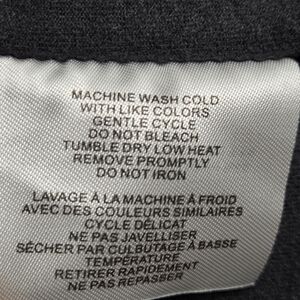 MACHINE WASH COLD
WITH LIKE COLORS
GENTLE CYCLE
DO NOT BLEACH
TUMBLE DRY LOW HEAT
REMOVE PROMPTLY
DO NOT IRON
LAVAGE À LA MACHINE À FROID
AVEC DES COULEURS SIMILAIRES
CYCLE DÉLICAT
NE PAS JAVELLISER
SÉCHER PAR CULBUTAGE À BASSE
TEMPÉRATURE
RETIRER RAPIDEMENT
NE PAS REPASSER